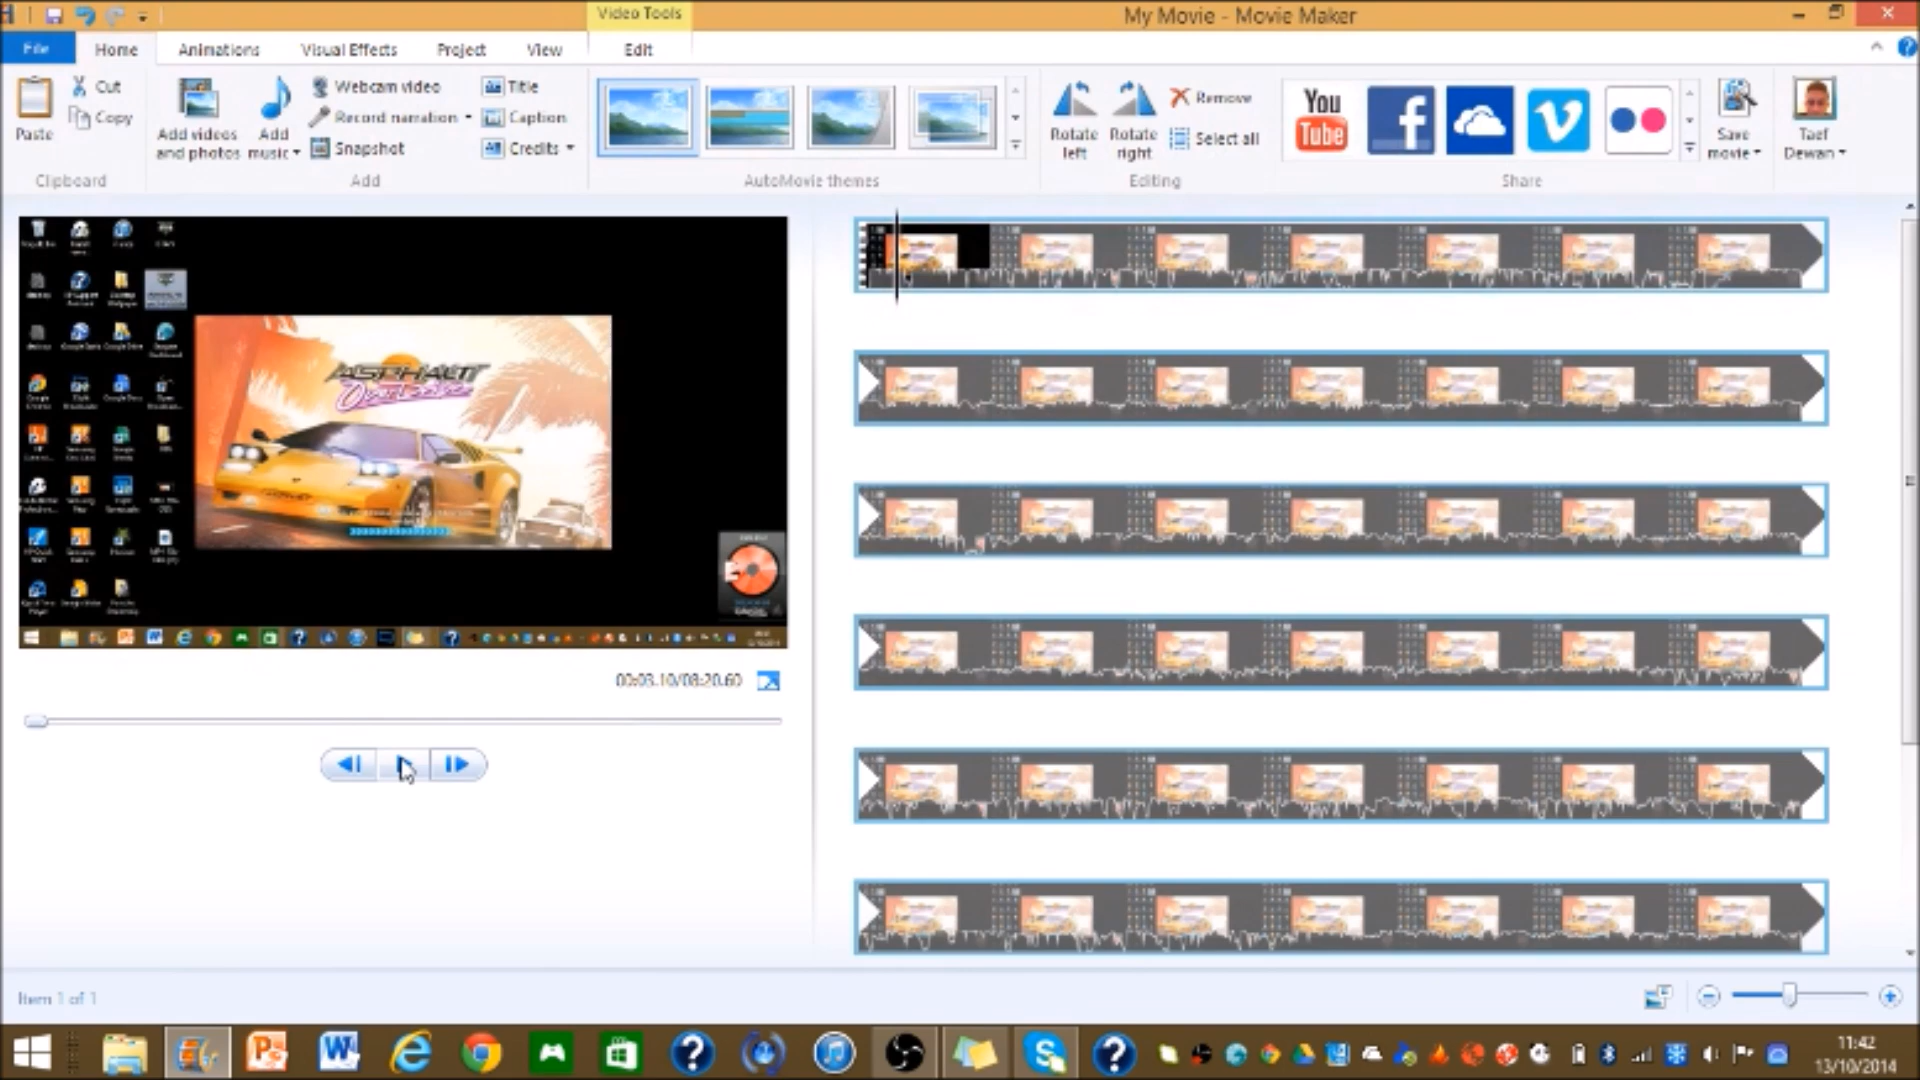 Video Tools
My Movie - Movie Maker
File
Home
Animations
Visual Effects
Project
View
Edit
Paste
Cut
Copy
Clipboard
Add videos
and photos
Add
music
Webcam video
Record narration
Snapshot
Title
Caption
Credits
Add
AutoMovie themes
Rotate
left
Rotate
right
Remove
Select all
Editing
You
Tube
Share
Save
movie
Taef
Dewan
ASPHALT
Overdrive
00:03.10/08:20.60
Item 1 of 1
11:42
13/10/2014